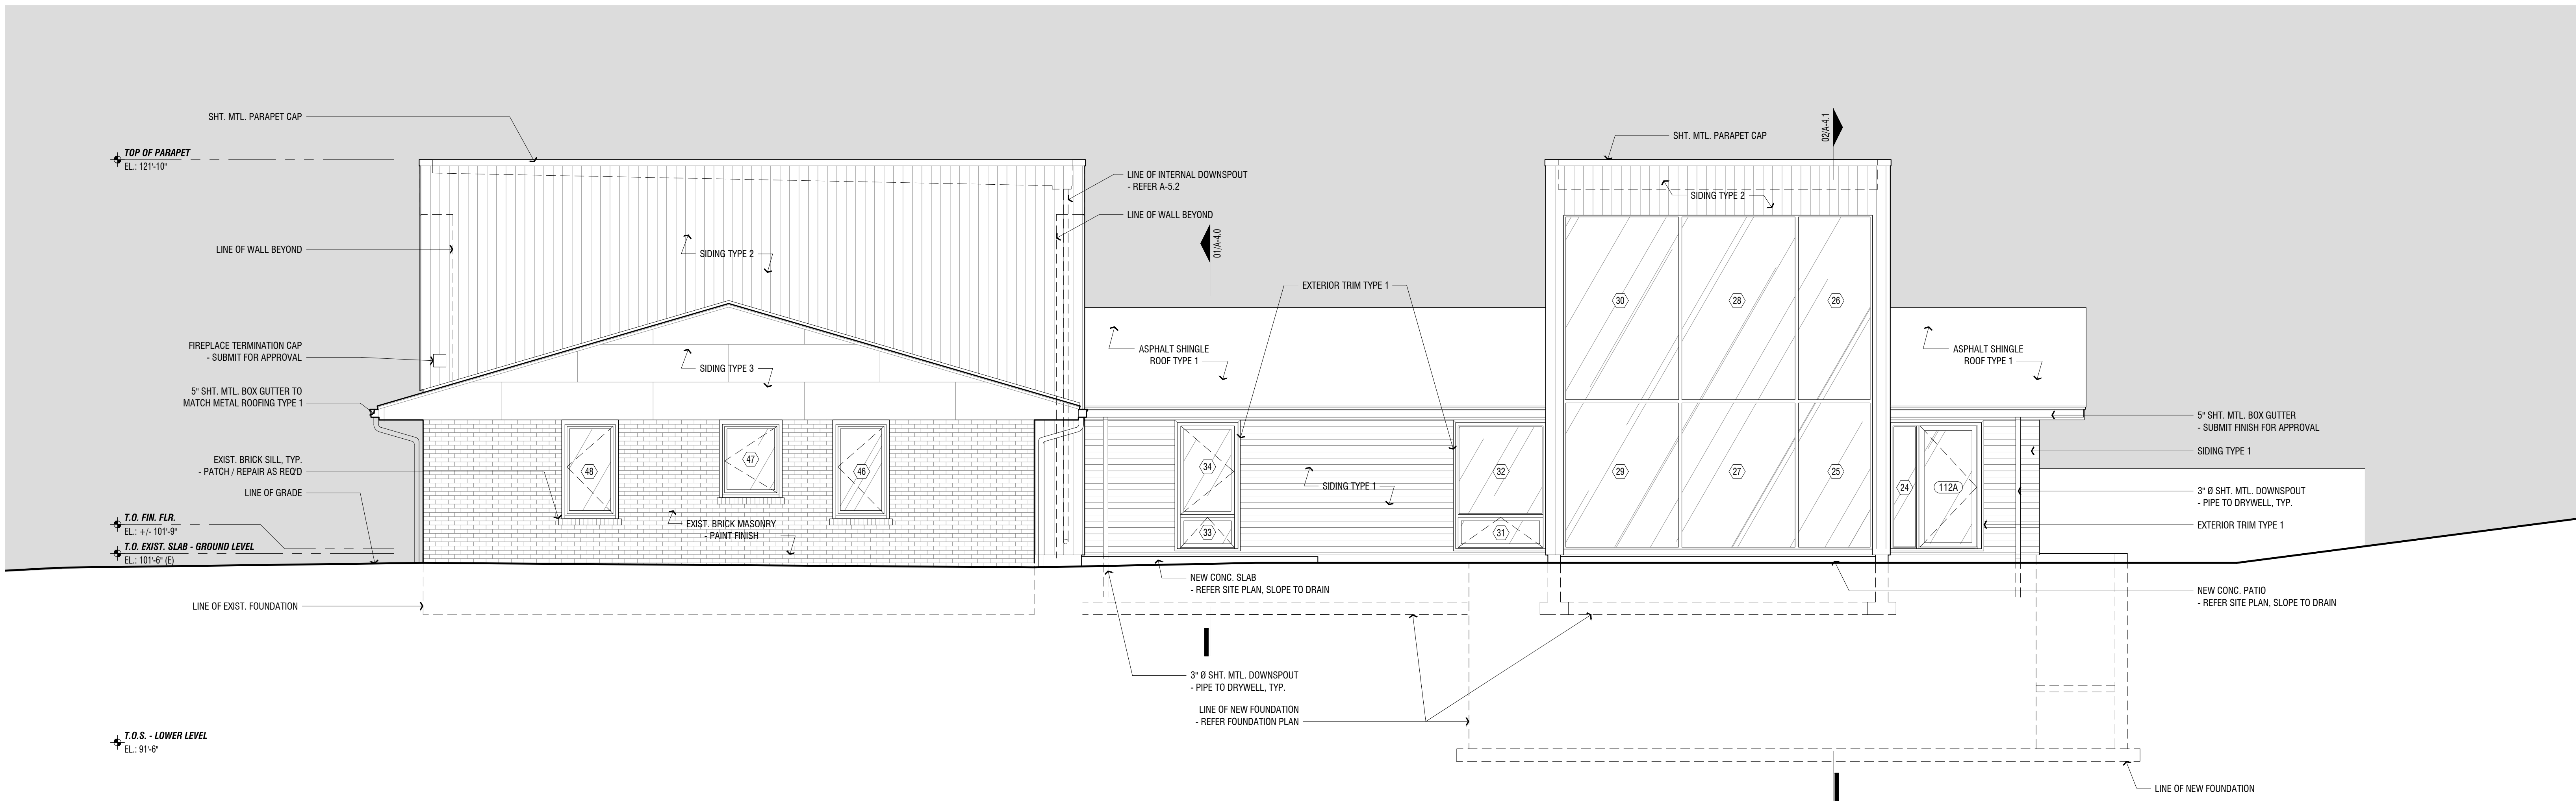 SHT. MTL. PARAPET CAP
TOP OF PARAPET
EL.: 121'-10"
LINE OF WALL BEYOND
FIREPLACE TERMINATION CAP
- SUBMIT FOR APPROVAL
5" SHT. MTL. BOX GUTTER TO
MATCH METAL ROOFING TYPE 1
EXIST. BRICK SILL, TYP.
- PATCH / REPAIR AS REQ'D
LINE OF GRADE
T.O. FIN. FLR.
EL.: +/- 101'-9"
T.O. EXIST. SLAB - GROUND LEVEL
EL.: 101'-6" (E)
LINE OF EXIST. FOUNDATION
T.O.S. - LOWER LEVEL
EL.: 91'-6"
SIDING TYPE 2
SIDING TYPE 3
48
47
46
EXIST. BRICK MASONRY
- PAINT FINISH
LINE OF INTERNAL DOWNSPOUT
- REFER A-5.2
LINE OF WALL BEYOND
01/A-4.0
EXTERIOR TRIM TYPE 1
ASPHALT SHINGLE
ROOF TYPE 1
34
33
SIDING TYPE 1
32
31
NEW CONC. SLAB
- REFER SITE PLAN, SLOPE TO DRAIN
3" Ø SHT. MTL. DOWNSPOUT
- PIPE TO DRYWELL, TYP.
LINE OF NEW FOUNDATION
- REFER FOUNDATION PLAN
SHT. MTL. PARAPET CAP
02/A-4.1
SIDING TYPE 2
30
28
26
29
27
25
24
112A
ASPHALT SHINGLE
ROOF TYPE 1
5" SHT. MTL. BOX GUTTER
- SUBMIT FINISH FOR APPROVAL
SIDING TYPE 1
3" Ø SHT. MTL. DOWNSPOUT
- PIPE TO DRYWELL, TYP.
EXTERIOR TRIM TYPE 1
NEW CONC. PATIO
- REFER SITE PLAN, SLOPE TO DRAIN
LINE OF NEW FOUNDATION